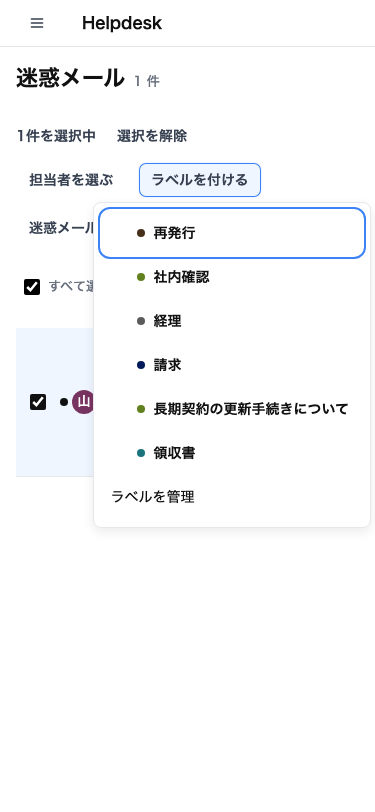 Helpdesk
迷惑メール 1 件
1件を選択中 選択を解除
担当者を選ぶ ラベルを付ける
迷惑メール
再発行
すべて
社内確認
経理
請求
山
長期契約の更新手続きについて
領収書
ラベルを管理